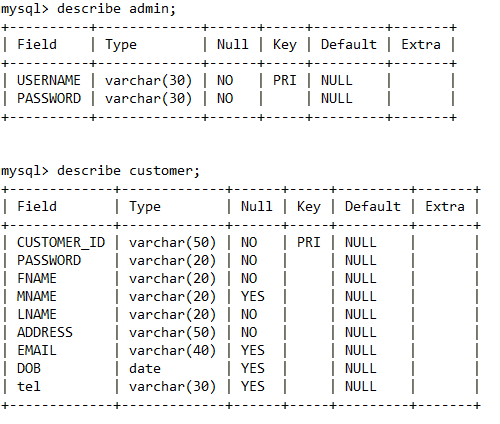 mysql> describe admin;
+----------+-------------+------+-----+---------+-------+
| Field    | Type        | Null | Key | Default | Extra |
+----------+-------------+------+-----+---------+-------+
| USERNAME | varchar(30) | NO   | PRI | NULL    |       |
| PASSWORD | varchar(30) | NO   |     | NULL    |       |
+----------+-------------+------+-----+---------+-------+
mysql> describe customer;
+-------------+-------------+------+-----+---------+-------+
| Field       | Type        | Null | Key | Default | Extra |
+-------------+-------------+------+-----+---------+-------+
| CUSTOMER_ID | varchar(50) | NO   | PRI | NULL    |       |
| PASSWORD    | varchar(20) | NO   |     | NULL    |       |
| FNAME       | varchar(20) | NO   |     | NULL    |       |
| MNAME       | varchar(20) | YES  |     | NULL    |       |
| LNAME       | varchar(20) | NO   |     | NULL    |       |
| ADDRESS     | varchar(50) | NO   |     | NULL    |       |
| EMAIL       | varchar(40) | YES  |     | NULL    |       |
| DOB         | date        | YES  |     | NULL    |       |
| tel         | varchar(30) | YES  |     | NULL    |       |
+-------------+-------------+------+-----+---------+-------+